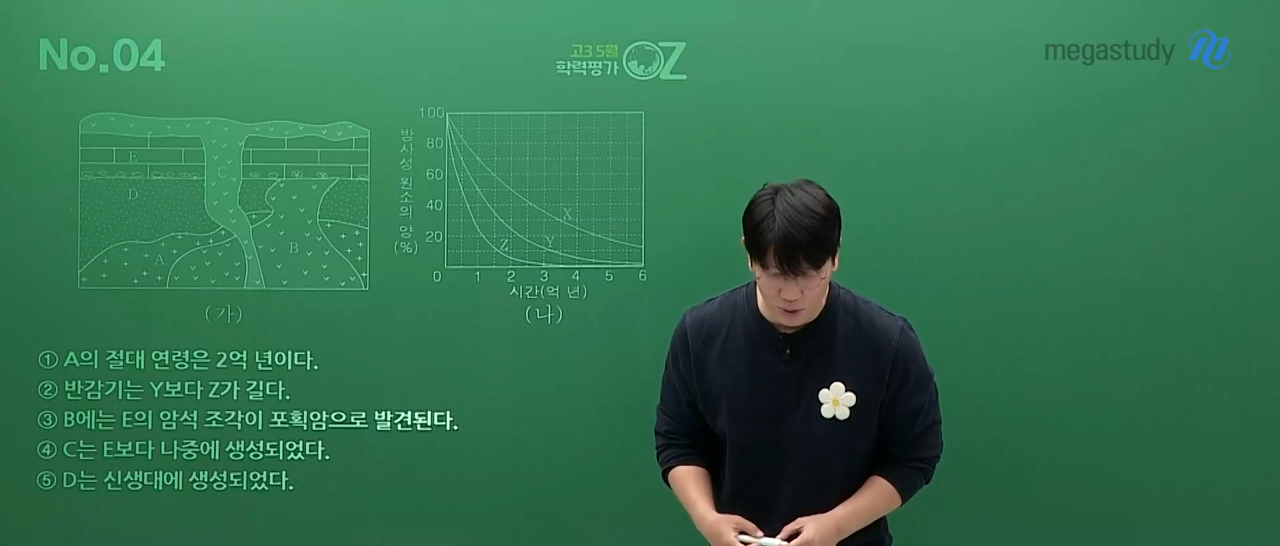 No.04
고3 5월
학력평가 OZ
megastudy
E
C
D
B
A
(가)
방사성 원소의 양 (%)
100
80
60
40
20
0 1 2 3 4 5 6
X
Y
Z
시간(억 년)
(나)
① A의 절대 연령은 2억 년이다.
② 반감기는 Y보다 Z가 길다.
③ B에는 E의 암석 조각이 포획암으로 발견된다.
④ C는 E보다 나중에 생성되었다.
⑤ D는 신생대에 생성되었다.